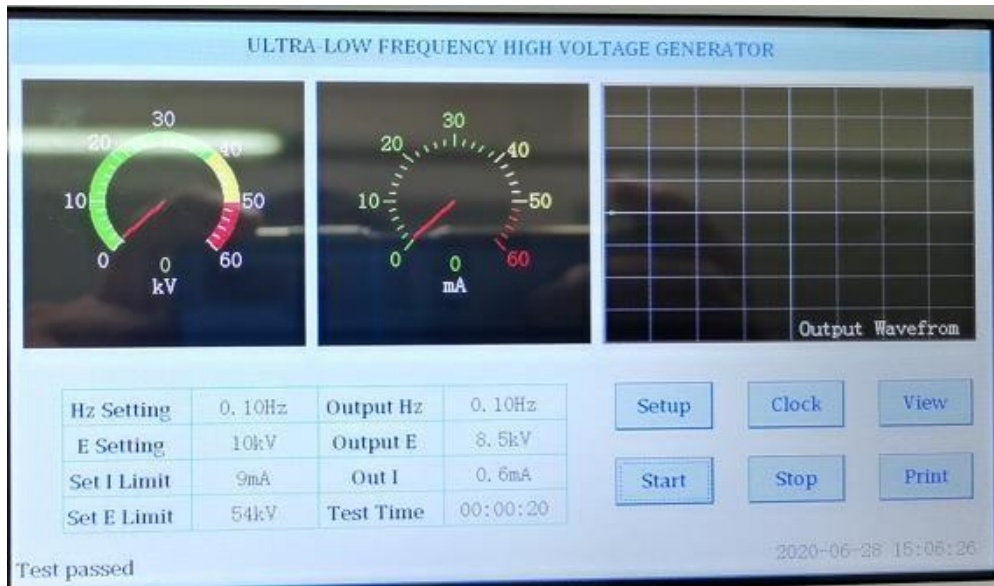 ULTRA-LOW FREQUENCY HIGH VOLTAGE GENERATOR
0 10 20 30 40 50 60
0
kV
0 10 20 30 40 50 60
0
mA
Output Wavefrom
Hz Setting 0.10Hz Output Hz 0.10Hz
E Setting 10kV Output E 8.5kV
Set I Limit 9mA Out I 0.6mA
Set E Limit 54kV Test Time 00:00:20
Setup Clock View
Start Stop Print
2020-06-28 15:06:26
Test passed